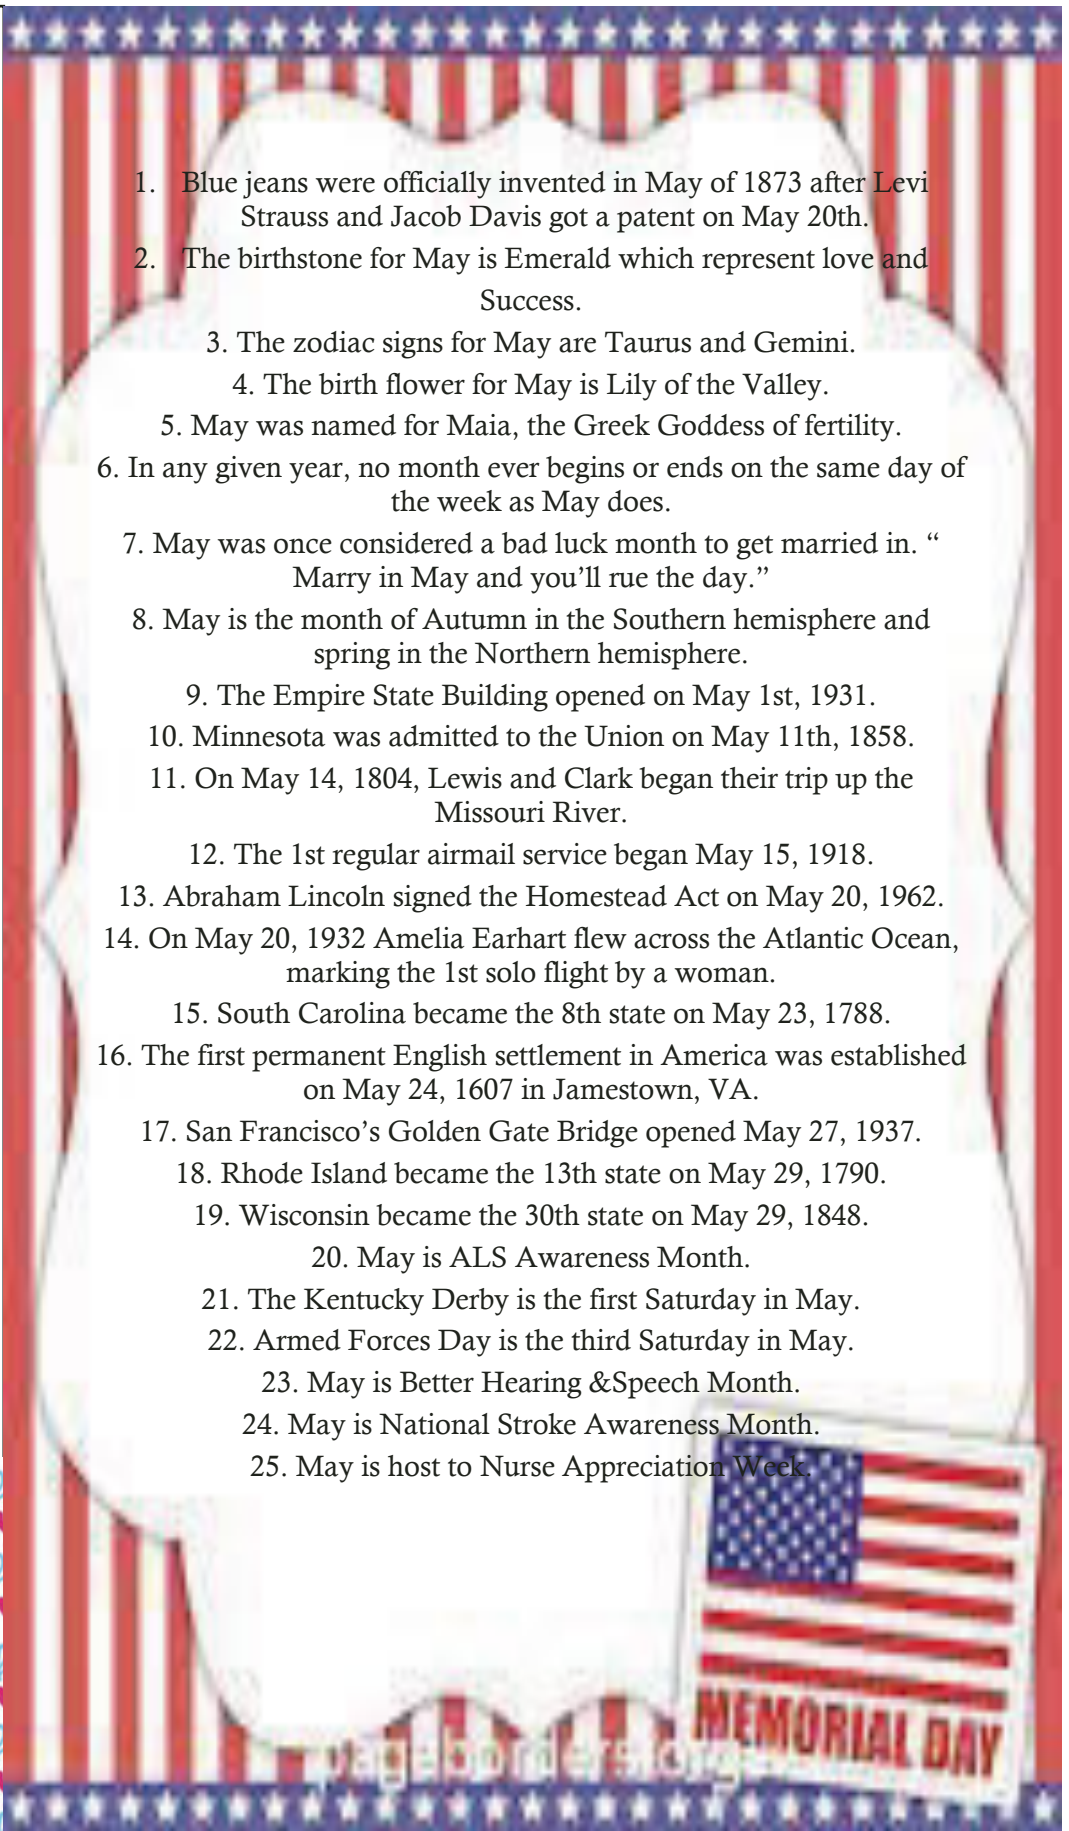 1. Blue jeans were officially invented in May of 1873 after Levi
Strauss and Jacob Davis got a patent on May 20th.
2. The birthstone for May is Emerald which represent love and
Success.
3. The zodiac signs for May are Taurus and Gemini.
4. The birth flower for May is Lily of the Valley.
5. May was named for Maia, the Greek Goddess of fertility.
6. In any given year, no month ever begins or ends on the same day of
the week as May does.
7. May was once considered a bad luck month to get married in. “
Marry in May and you’ll rue the day.”
8. May is the month of Autumn in the Southern hemisphere and
spring in the Northern hemisphere.
9. The Empire State Building opened on May 1st, 1931.
10. Minnesota was admitted to the Union on May 11th, 1858.
11. On May 14, 1804, Lewis and Clark began their trip up the
Missouri River.
12. The 1st regular airmail service began May 15, 1918.
13. Abraham Lincoln signed the Homestead Act on May 20, 1962.
14. On May 20, 1932 Amelia Earhart flew across the Atlantic Ocean,
marking the 1st solo flight by a woman.
15. South Carolina became the 8th state on May 23, 1788.
16. The first permanent English settlement in America was established
on May 24, 1607 in Jamestown, VA.
17. San Francisco’s Golden Gate Bridge opened May 27, 1937.
18. Rhode Island became the 13th state on May 29, 1790.
19. Wisconsin became the 30th state on May 29, 1848.
20. May is ALS Awareness Month.
21. The Kentucky Derby is the first Saturday in May.
22. Armed Forces Day is the third Saturday in May.
23. May is Better Hearing &Speech Month.
24. May is National Stroke Awareness Month.
25. May is host to Nurse Appreciation Week.
MEMORIAL DAY
pageborders.org